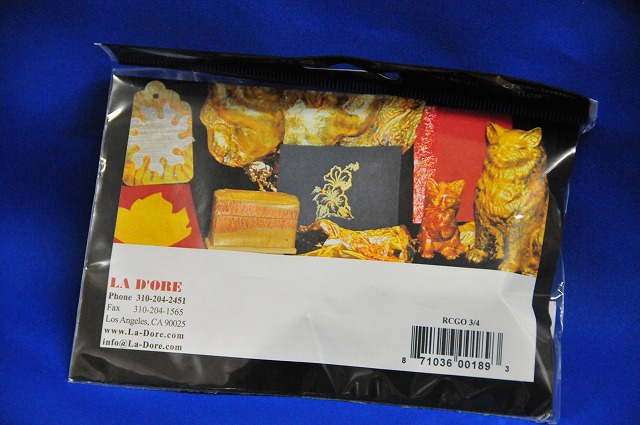 LA D'ORE
Phone 310-204-2451
Fax 310-204-1565
Los Angeles, CA 90025
www.La-Dore.com
info@La-Dore.com
RCGO 3/4
8 71036 00189 3